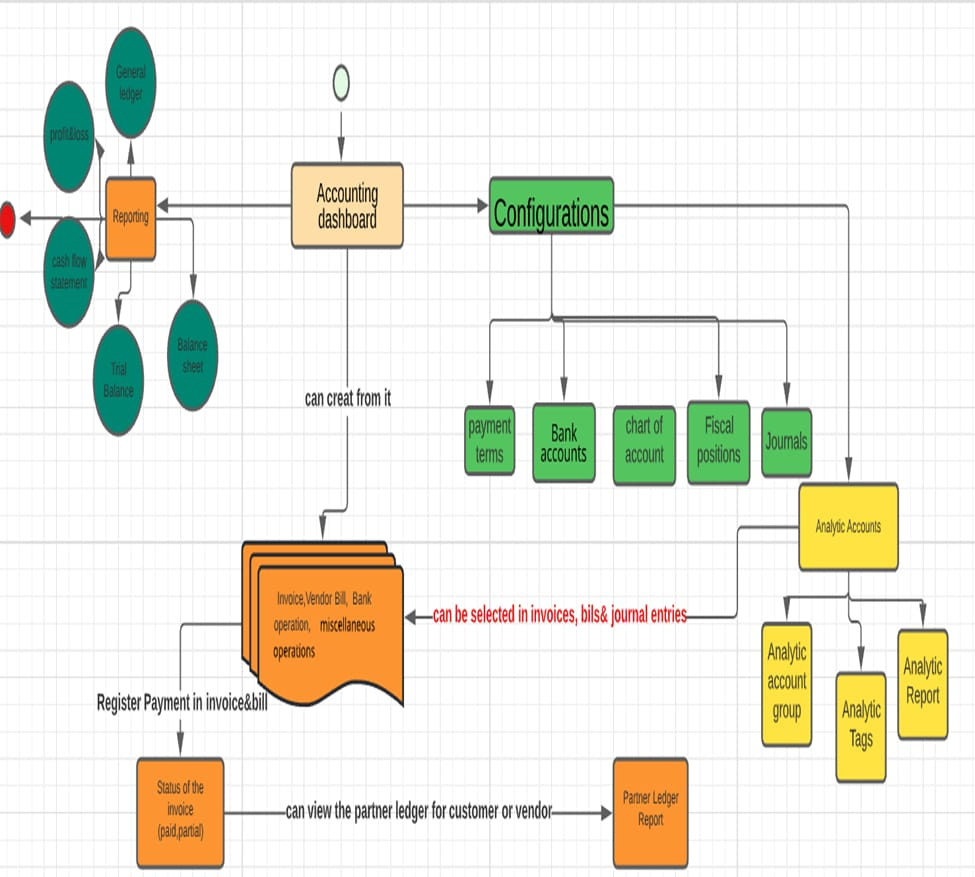 General
ledger
profit&loss
Reporting
cash flow
statement
Trial
Balance
Balance
sheet
Accounting
dashboard
Configurations
can creat from it
payment
terms
Bank
accounts
chart of
account
Fiscal
positions
Journals
Analytic Accounts
Invoice,Vendor Bill, Bank
operation, miscellaneous
operations
can be selected in invoices, bils& journal entries
Analytic
account
group
Analytic
Tags
Analytic
Report
Register Payment in invoice&bill
Status of the
invoice
(paid,partial)
can view the partner ledger for customer or vendor
Partner Ledger
Report